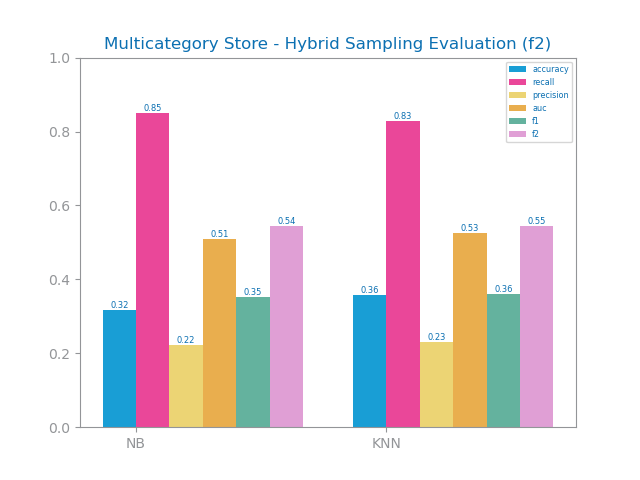 Multicategory Store - Hybrid Sampling Evaluation (f2)
1.0
0.8
0.6
0.4
0.2
0.0
accuracy
recall
precision
auc
f1
f2
0.32
0.85
0.22
0.51
0.35
0.54
0.36
0.83
0.23
0.53
0.36
0.55
NB
KNN